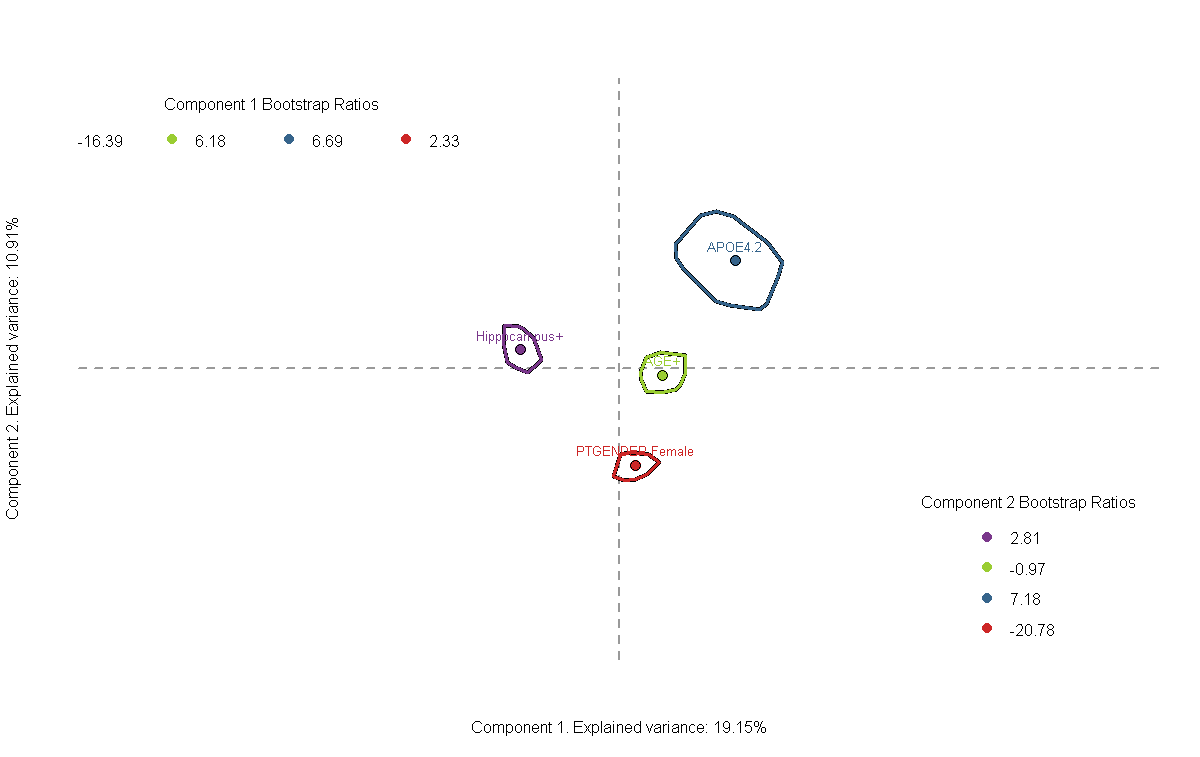 Component 1 Bootstrap Ratios
-16.39 6.18 6.69 2.33
APOE4.2
Hippocampus+
AGE+
PTGENDER.Female
Component 2 Bootstrap Ratios
2.81
-0.97
7.18
-20.78
Component 2. Explained variance: 10.91%
Component 1. Explained variance: 19.15%